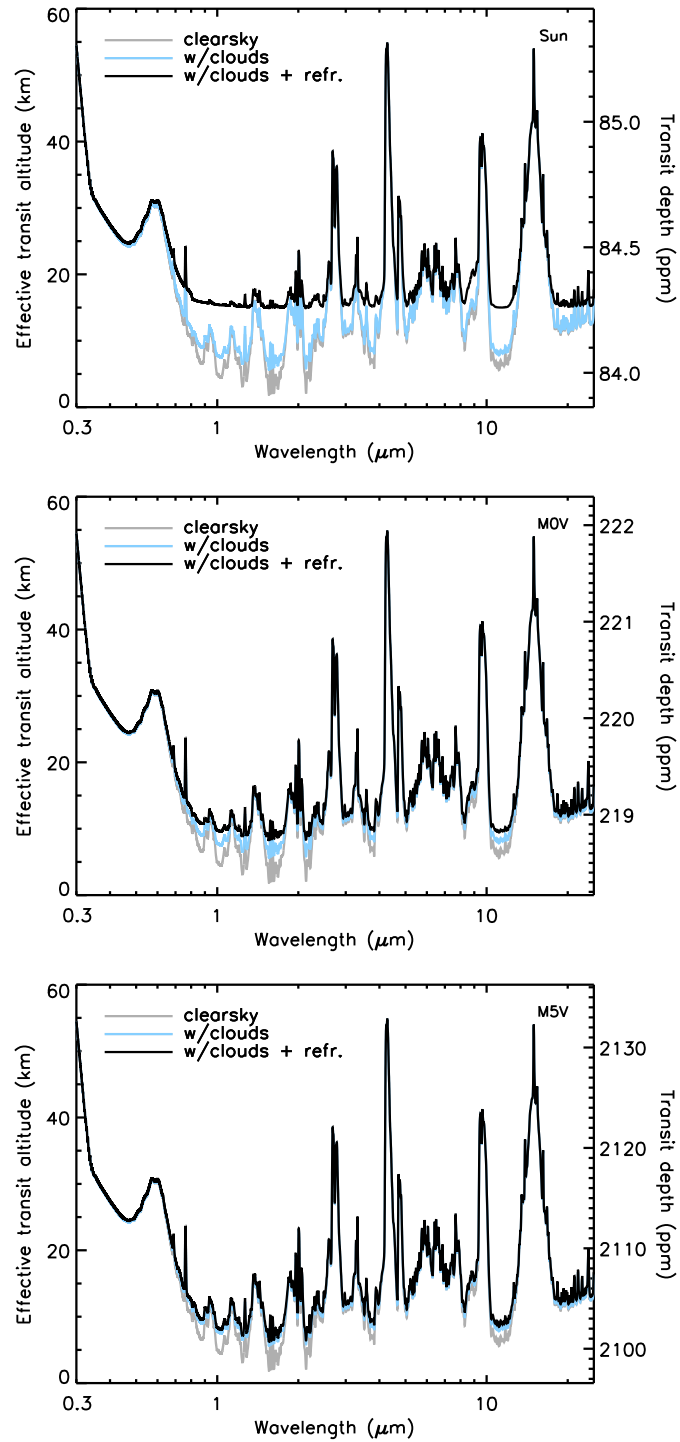 60
40
20
0
Effective transit altitude (km)
clearsky
w/clouds
w/clouds + refr.
Sun
85.0
84.5
84.0
Transit depth (ppm)
0.3
1
10
Wavelength (μm)
60
40
20
0
Effective transit altitude (km)
clearsky
w/clouds
w/clouds + refr.
M0V
222
221
220
219
Transit depth (ppm)
0.3
1
10
Wavelength (μm)
60
40
20
0
Effective transit altitude (km)
clearsky
w/clouds
w/clouds + refr.
M5V
2130
2120
2110
2100
Transit depth (ppm)
0.3
1
10
Wavelength (μm)